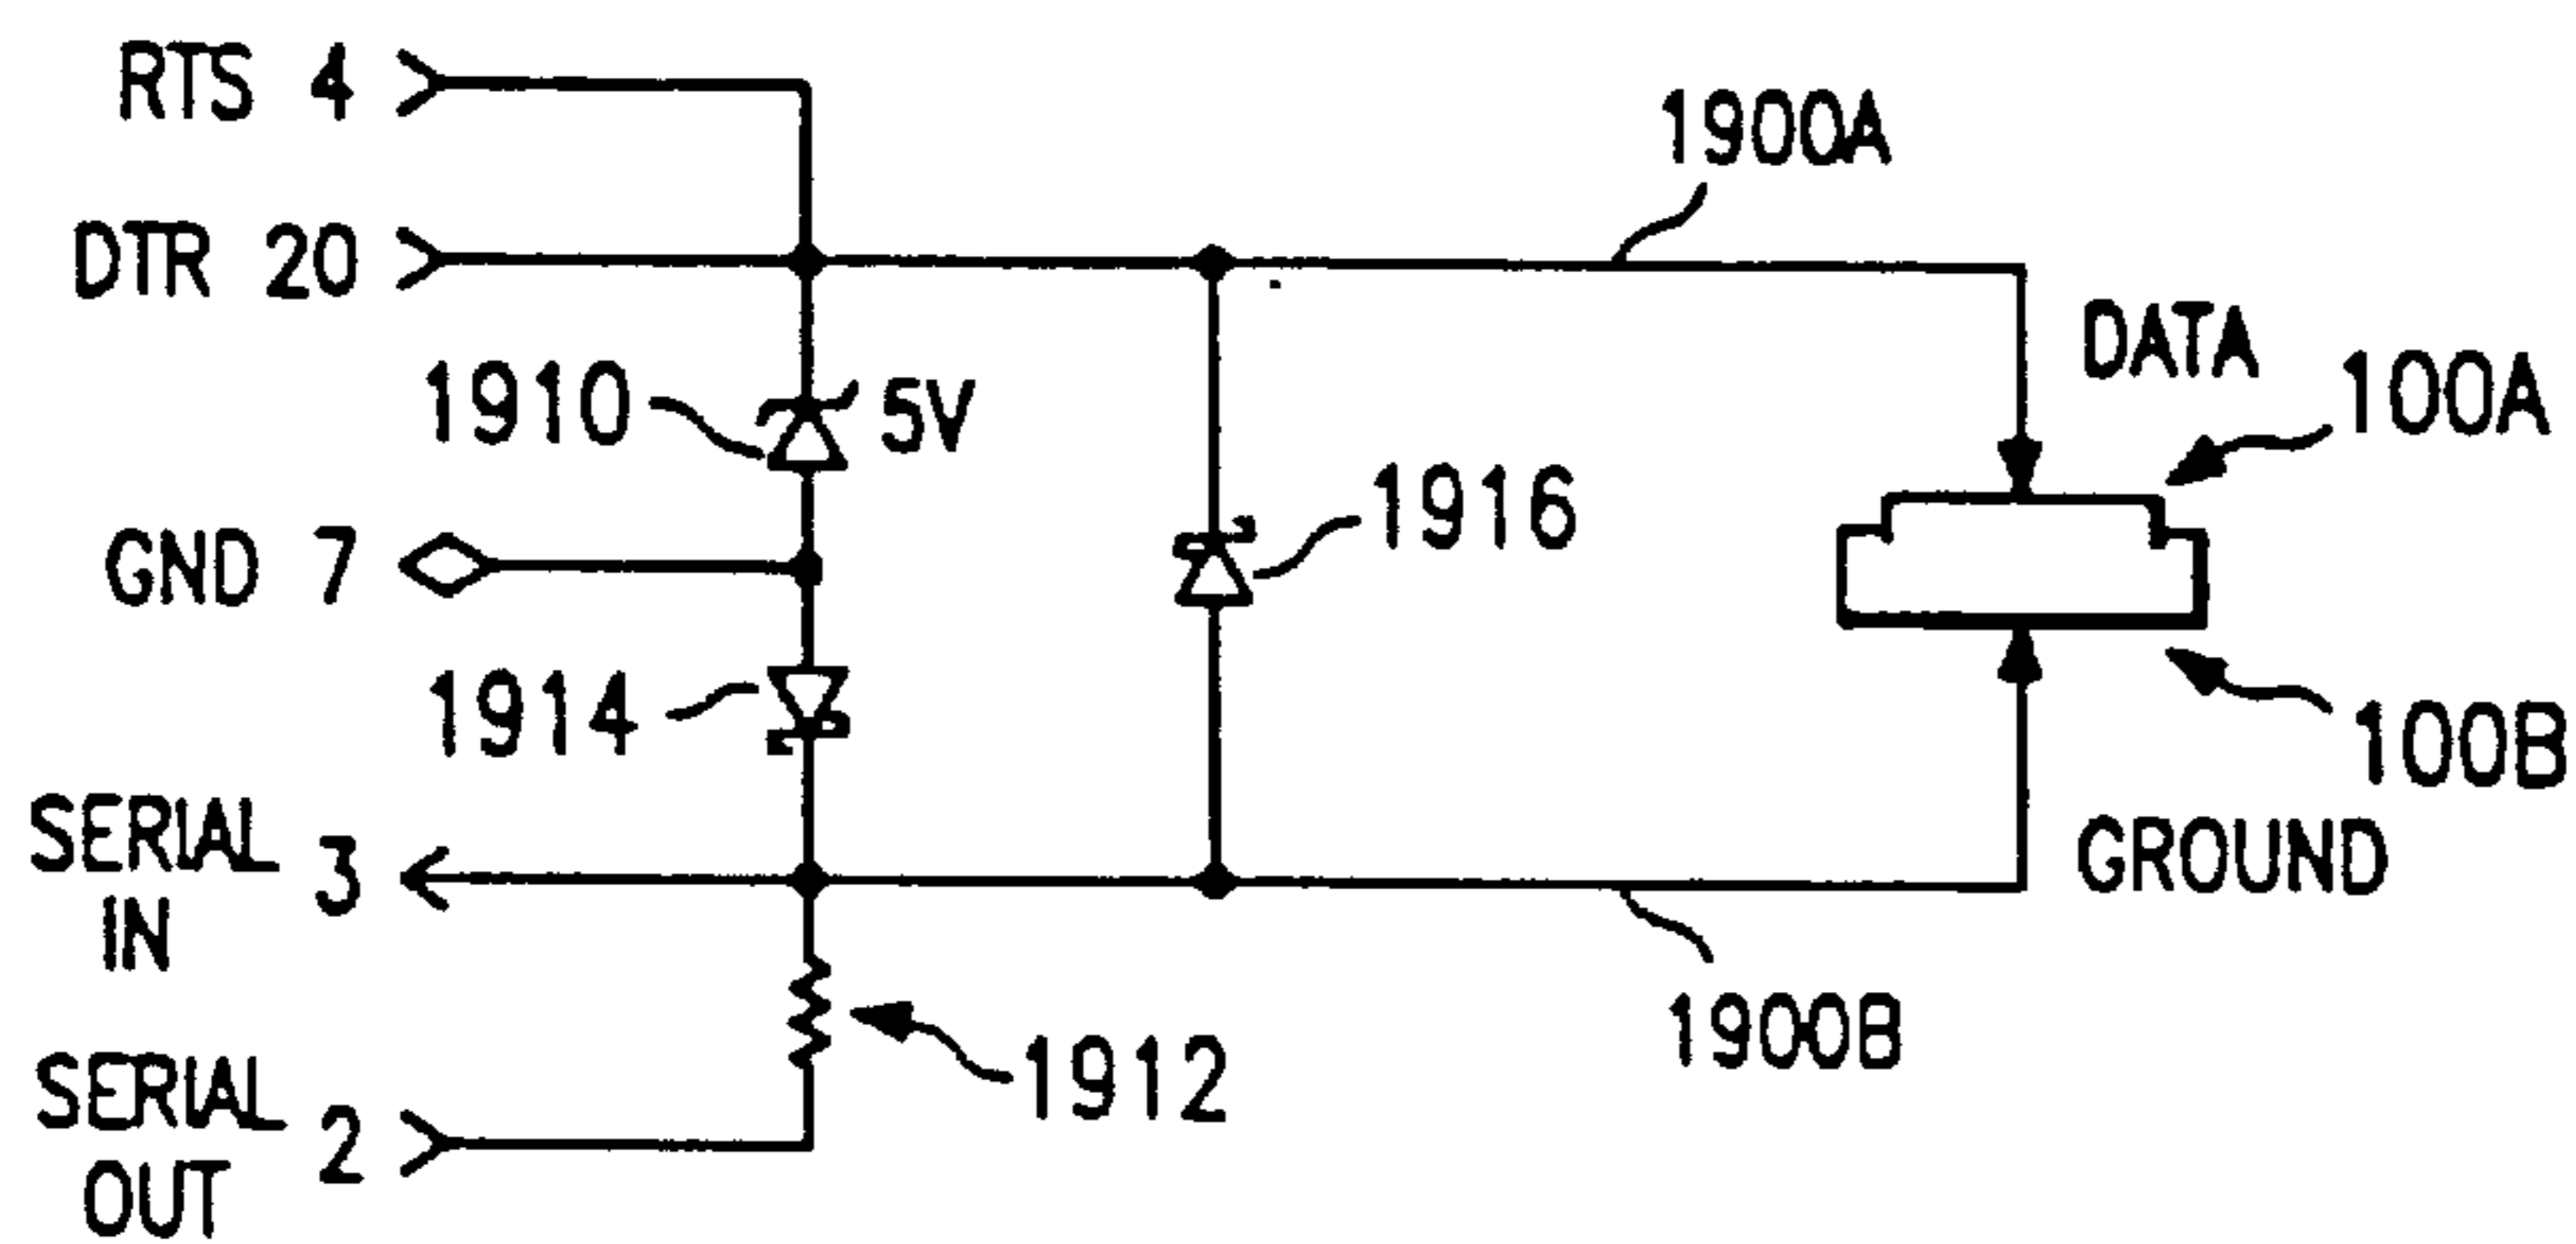 RTS 4
1900A
DTR 20
DATA
1910
5V
100A
1916
GND 7
1914
100B
SERIAL
IN
3
GROUND
1900B
1912
SERIAL
OUT
2